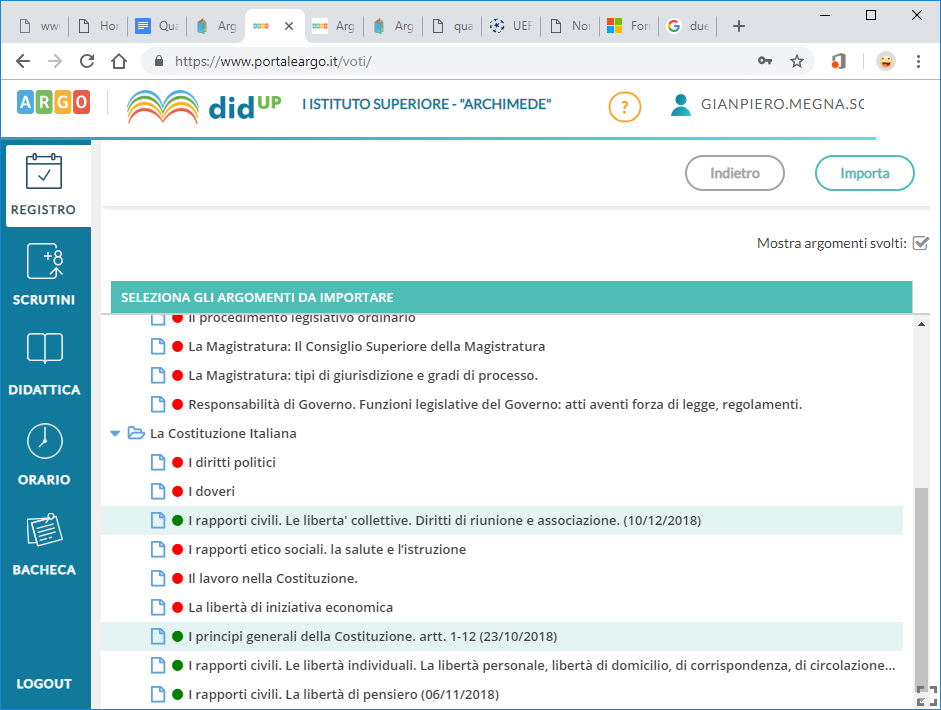 ww
Hor
Qua
Arg
Arg
Arg
qua
UEF
Nor
For
due
https://www.portaleargo.it/voti/
ARGO
didUP
I ISTITUTO SUPERIORE - "ARCHIMEDE"
?
GIANPIERO.MEGNA.SC
Indietro
Importa
REGISTRO
Mostra argomenti svolti:
+8
SCRUTINI
SELEZIONA GLI ARGOMENTI DA IMPORTARE
Il procedimento legislativo ordinario
La Magistratura: Il Consiglio Superiore della Magistratura
La Magistratura: tipi di giurisdizione e gradi di processo.
DIDATTICA
Responsabilità di Governo. Funzioni legislative del Governo: atti aventi forza di legge, regolamenti.
La Costituzione Italiana
I diritti politici
ORARIO
I doveri
I rapporti civili. Le liberta' collettive. Diritti di riunione e associazione. (10/12/2018)
I rapporti etico sociali. la salute e l'istruzione
BACHECA
Il lavoro nella Costituzione.
La libertà di iniziativa economica
I principi generali della Costituzione. artt. 1-12 (23/10/2018)
I rapporti civili. Le libertà individuali. La libertà personale, libertà di domicilio, di corrispondenza, di circolazione...
LOGOUT
I rapporti civili. La libertà di pensiero (06/11/2018)